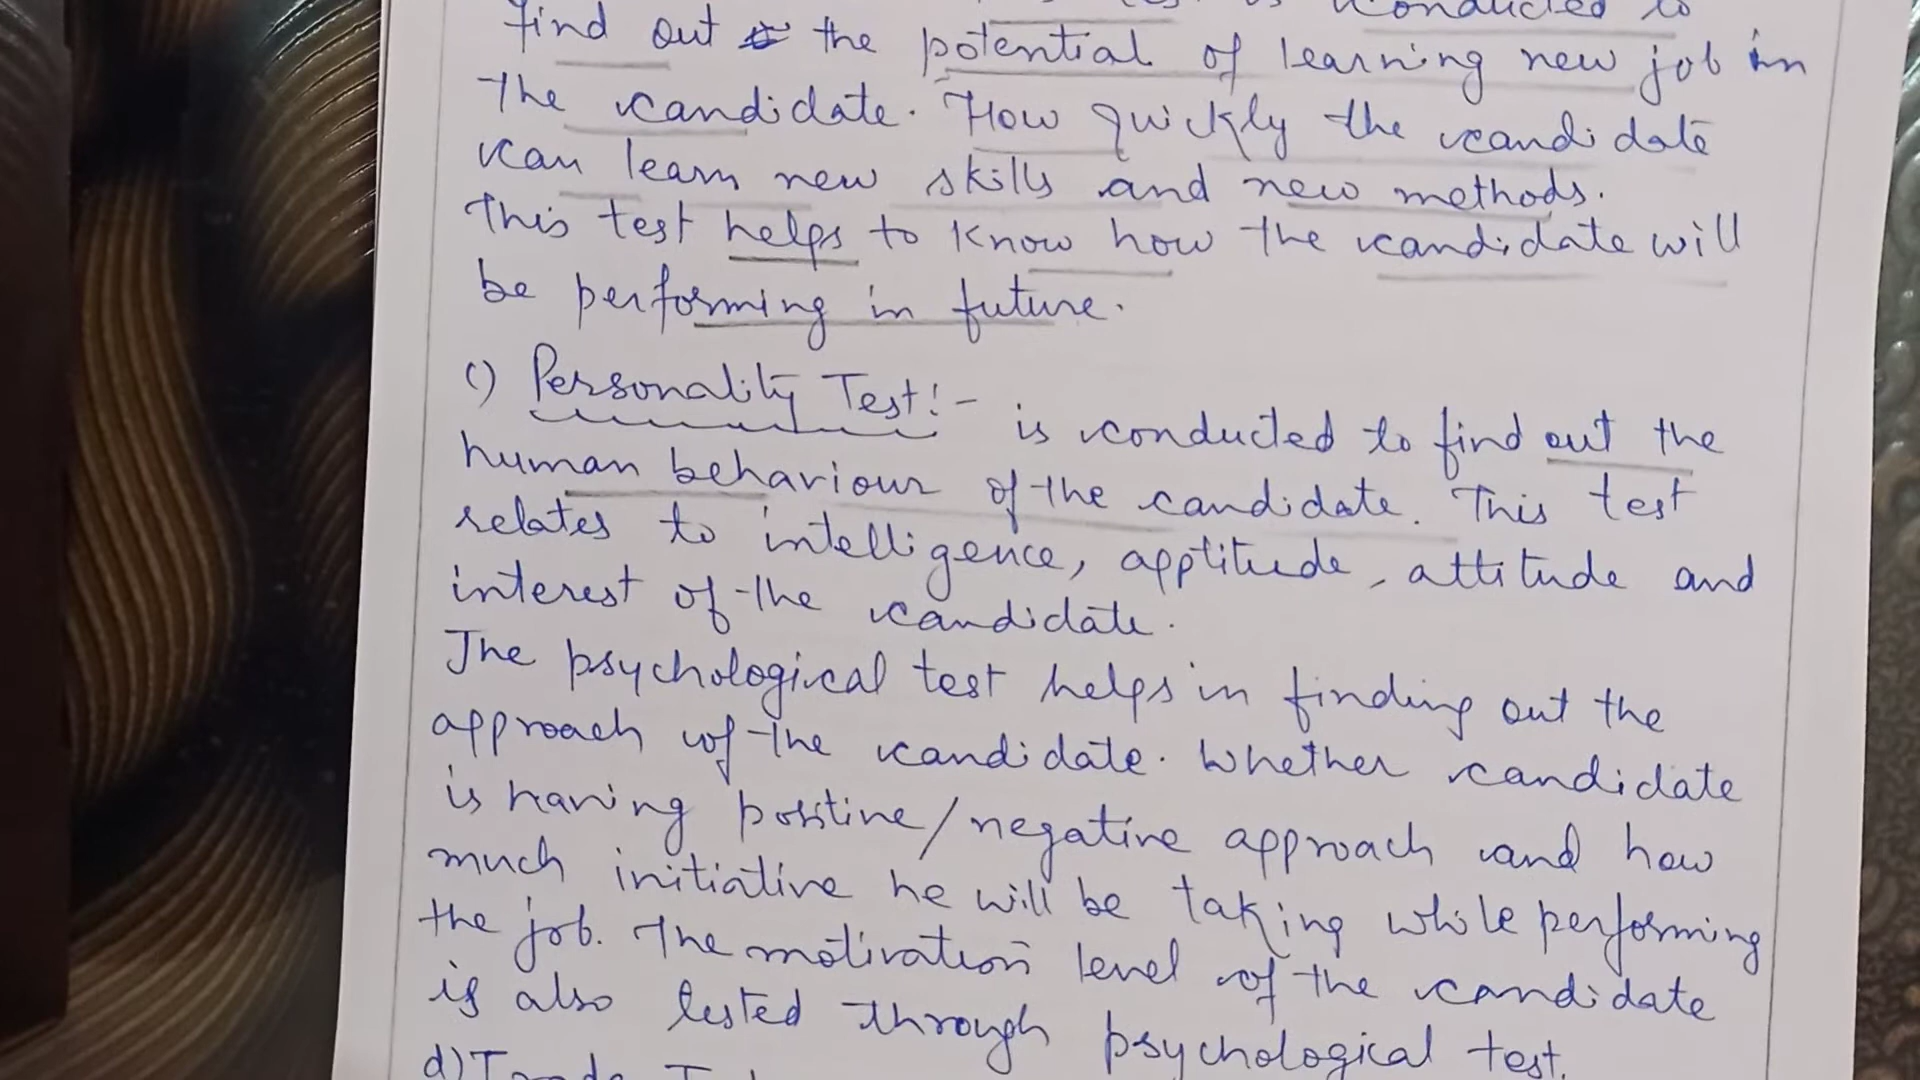 is conducted to
find out the potential of learning new job in
the candidate. How quickly the candidate
can learn new skills and new methods.
This test helps to know how the candidate will
be performing in future.
c) Personality Test:- is conducted to find out the
human behaviour of the candidate. This test
relates to intelligence, apptitude, attitude and
interest of the candidate.
The psychological test helps in finding out the
approach of the candidate. Whether candidate
is having positive/negative approach and how
much initiative he will be taking while performing
the job. The motivation level of the candidate
is also tested through psychological test.
d)